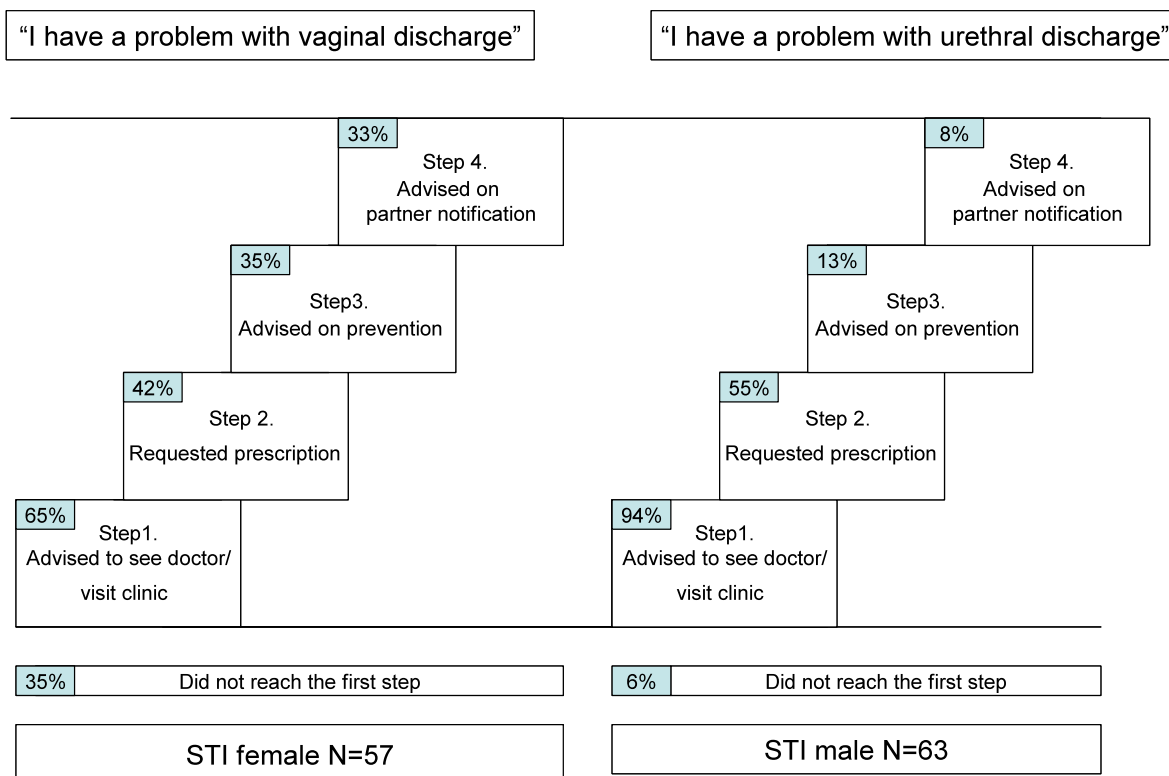 “I have a problem with vaginal discharge”
“I have a problem with urethral discharge”
33%
Step 4.
Advised on
partner notification
8%
Step 4.
Advised on
partner notification
35%
Step3.
Advised on prevention
13%
Step3.
Advised on prevention
42%
Step 2.
Requested prescription
55%
Step 2.
Requested prescription
65%
Step1.
Advised to see doctor/
visit clinic
94%
Step1.
Advised to see doctor/
visit clinic
35%
Did not reach the first step
6%
Did not reach the first step
STI female N=57
STI male N=63